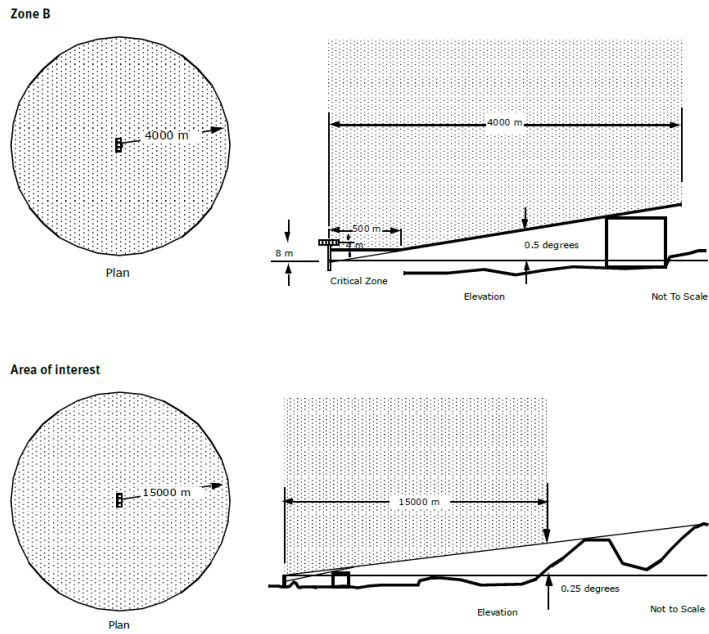 Zone B
4000 m
4000 m
500 m
4 m
0.5 degrees
8 m
Plan
Critical Zone
Elevation
Not To Scale
Area of interest
15000 m
15000 m
0.25 degrees
Elevation
Not to Scale
Plan